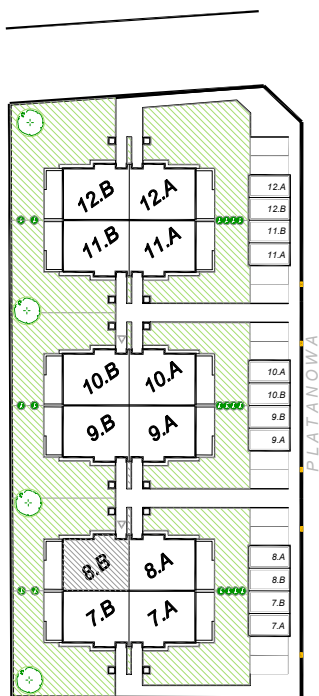 12.B 12.A
11.B 11.A
12.A
12.B
11.B
11.A
10.B 10.A
9.B 9.A
10.A
10.B
9.B
9.A
PLATANOWA
8.B 8.A
7.B 7.A
8.A
8.B
7.B
7.A